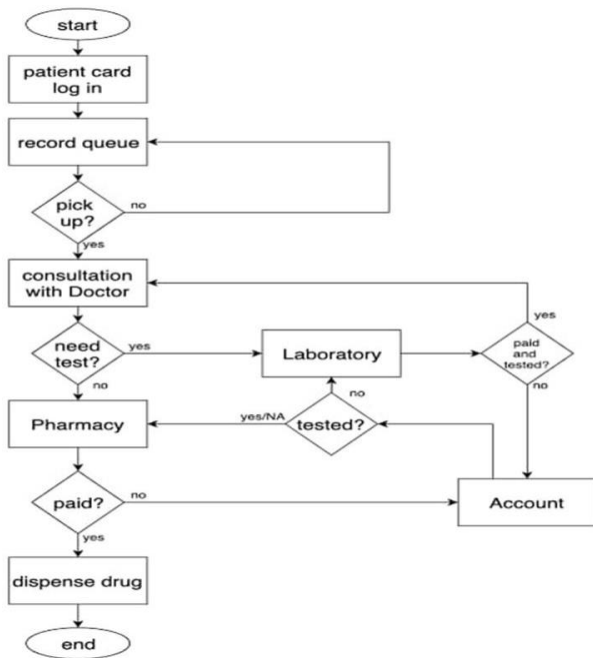 start
patient card
log in
record queue
pick
up?
no
yes
consultation
with Doctor
need
test?
yes
no
Laboratory
paid
and
tested?
yes
no
Pharmacy
yes/NA
tested?
no
paid?
no
yes
Account
dispense drug
end